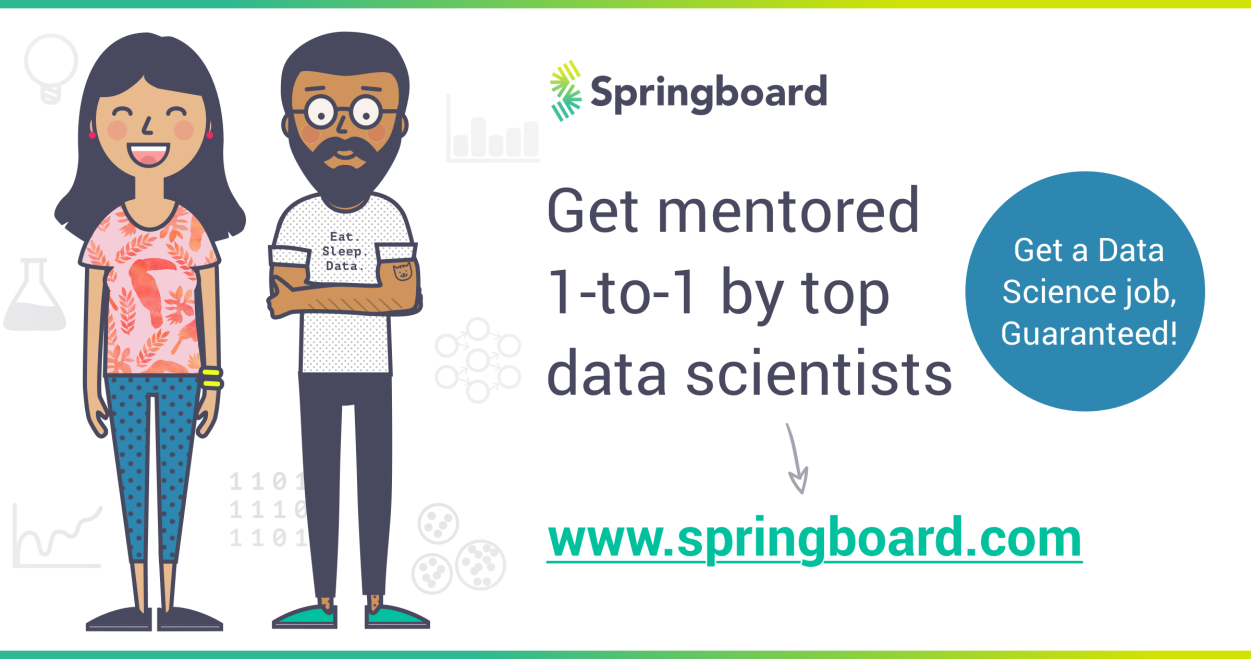 Springboard
Get mentored
1-to-1 by top
data scientists
Get a Data
Science job,
Guaranteed!
www.springboard.com
Eat.
Sleep.
Data.
1101
1110
1101